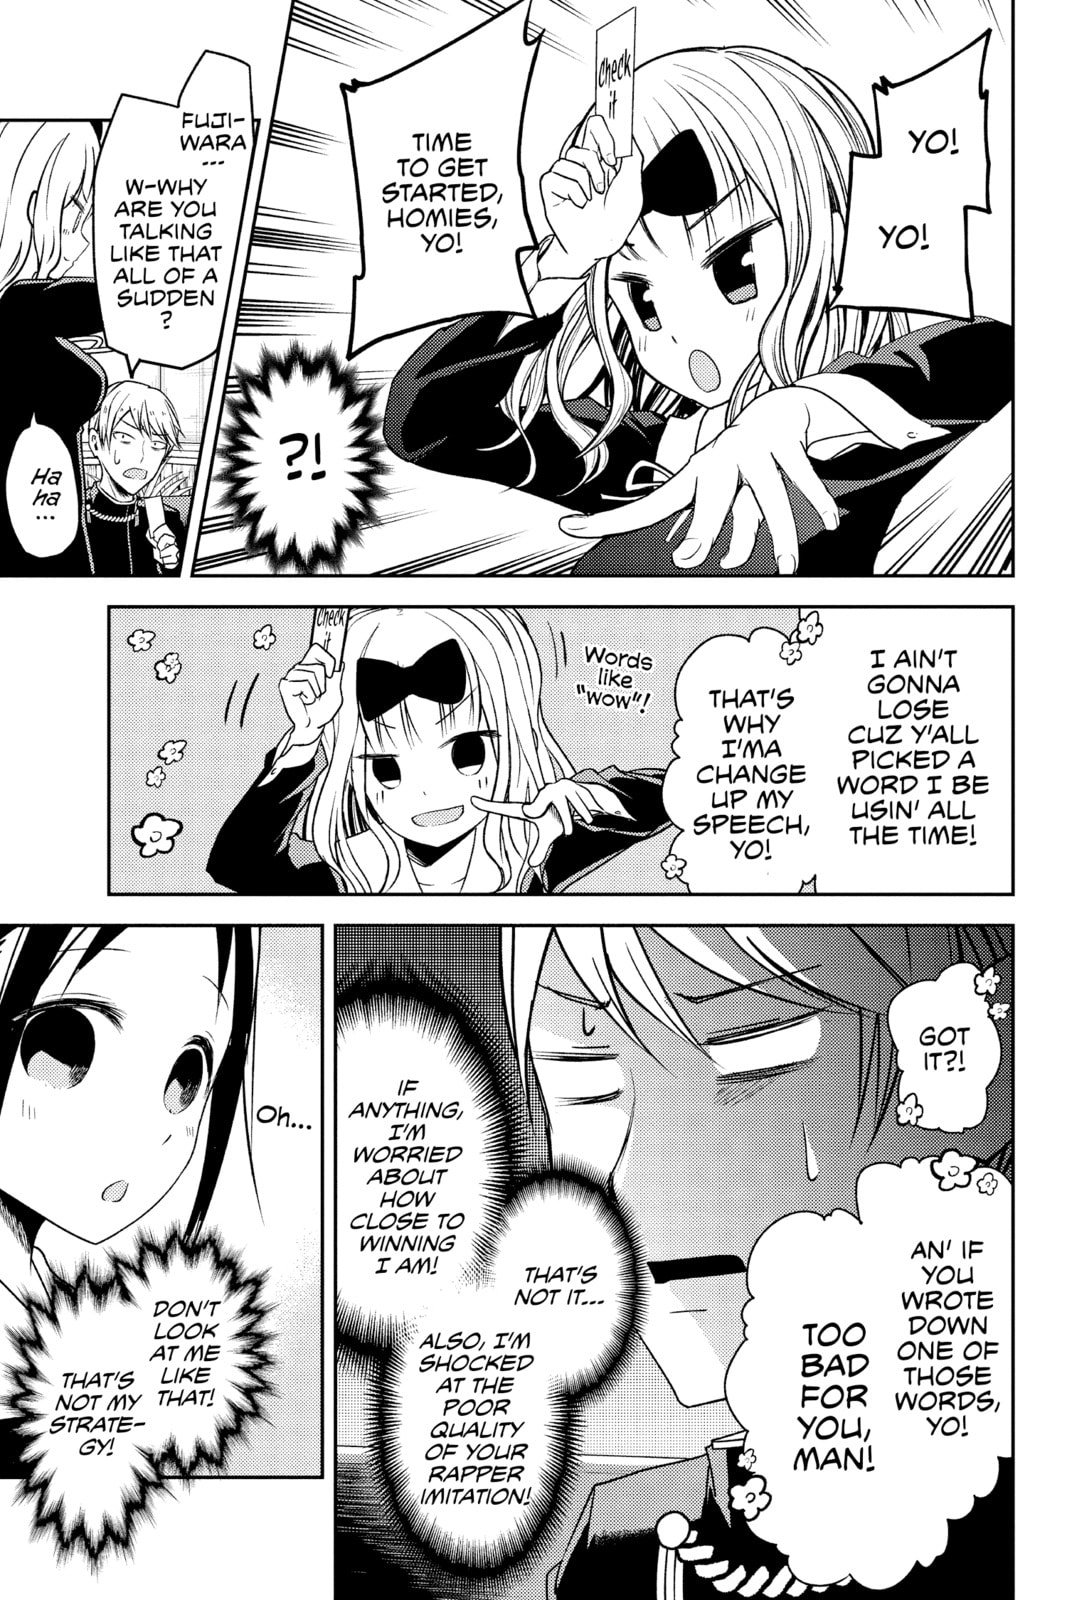 YO!
YO!
Check
it
TIME
TO GET
STARTED,
HOMIES,
YO!
?!
FUJI-
WARA
...
W-WHY
ARE YOU
TALKING
LIKE THAT
ALL OF A
SUDDEN
?
Ha
ha
...
I AIN'T
GONNA
LOSE
CUZ Y'ALL
PICKED A
WORD I BE
USIN' ALL
THE TIME!
THAT'S
WHY
I'MA
CHANGE
UP MY
SPEECH,
YO!
Words
like
"wow"!
Check
it
GOT
IT?!
AN' IF
YOU
WROTE
DOWN
ONE OF
THOSE
WORDS,
YO!
TOO
BAD
FOR
YOU,
MAN!
THAT'S
NOT IT...
IF
ANYTHING,
I'M
WORRIED
ABOUT
HOW
CLOSE TO
WINNING
I AM!
ALSO, I'M
SHOCKED
AT THE
POOR
QUALITY
OF YOUR
RAPPER
IMITATION!
Oh...
DON'T
LOOK
AT ME
LIKE
THAT!
THAT'S
NOT MY
STRATE-
GY!